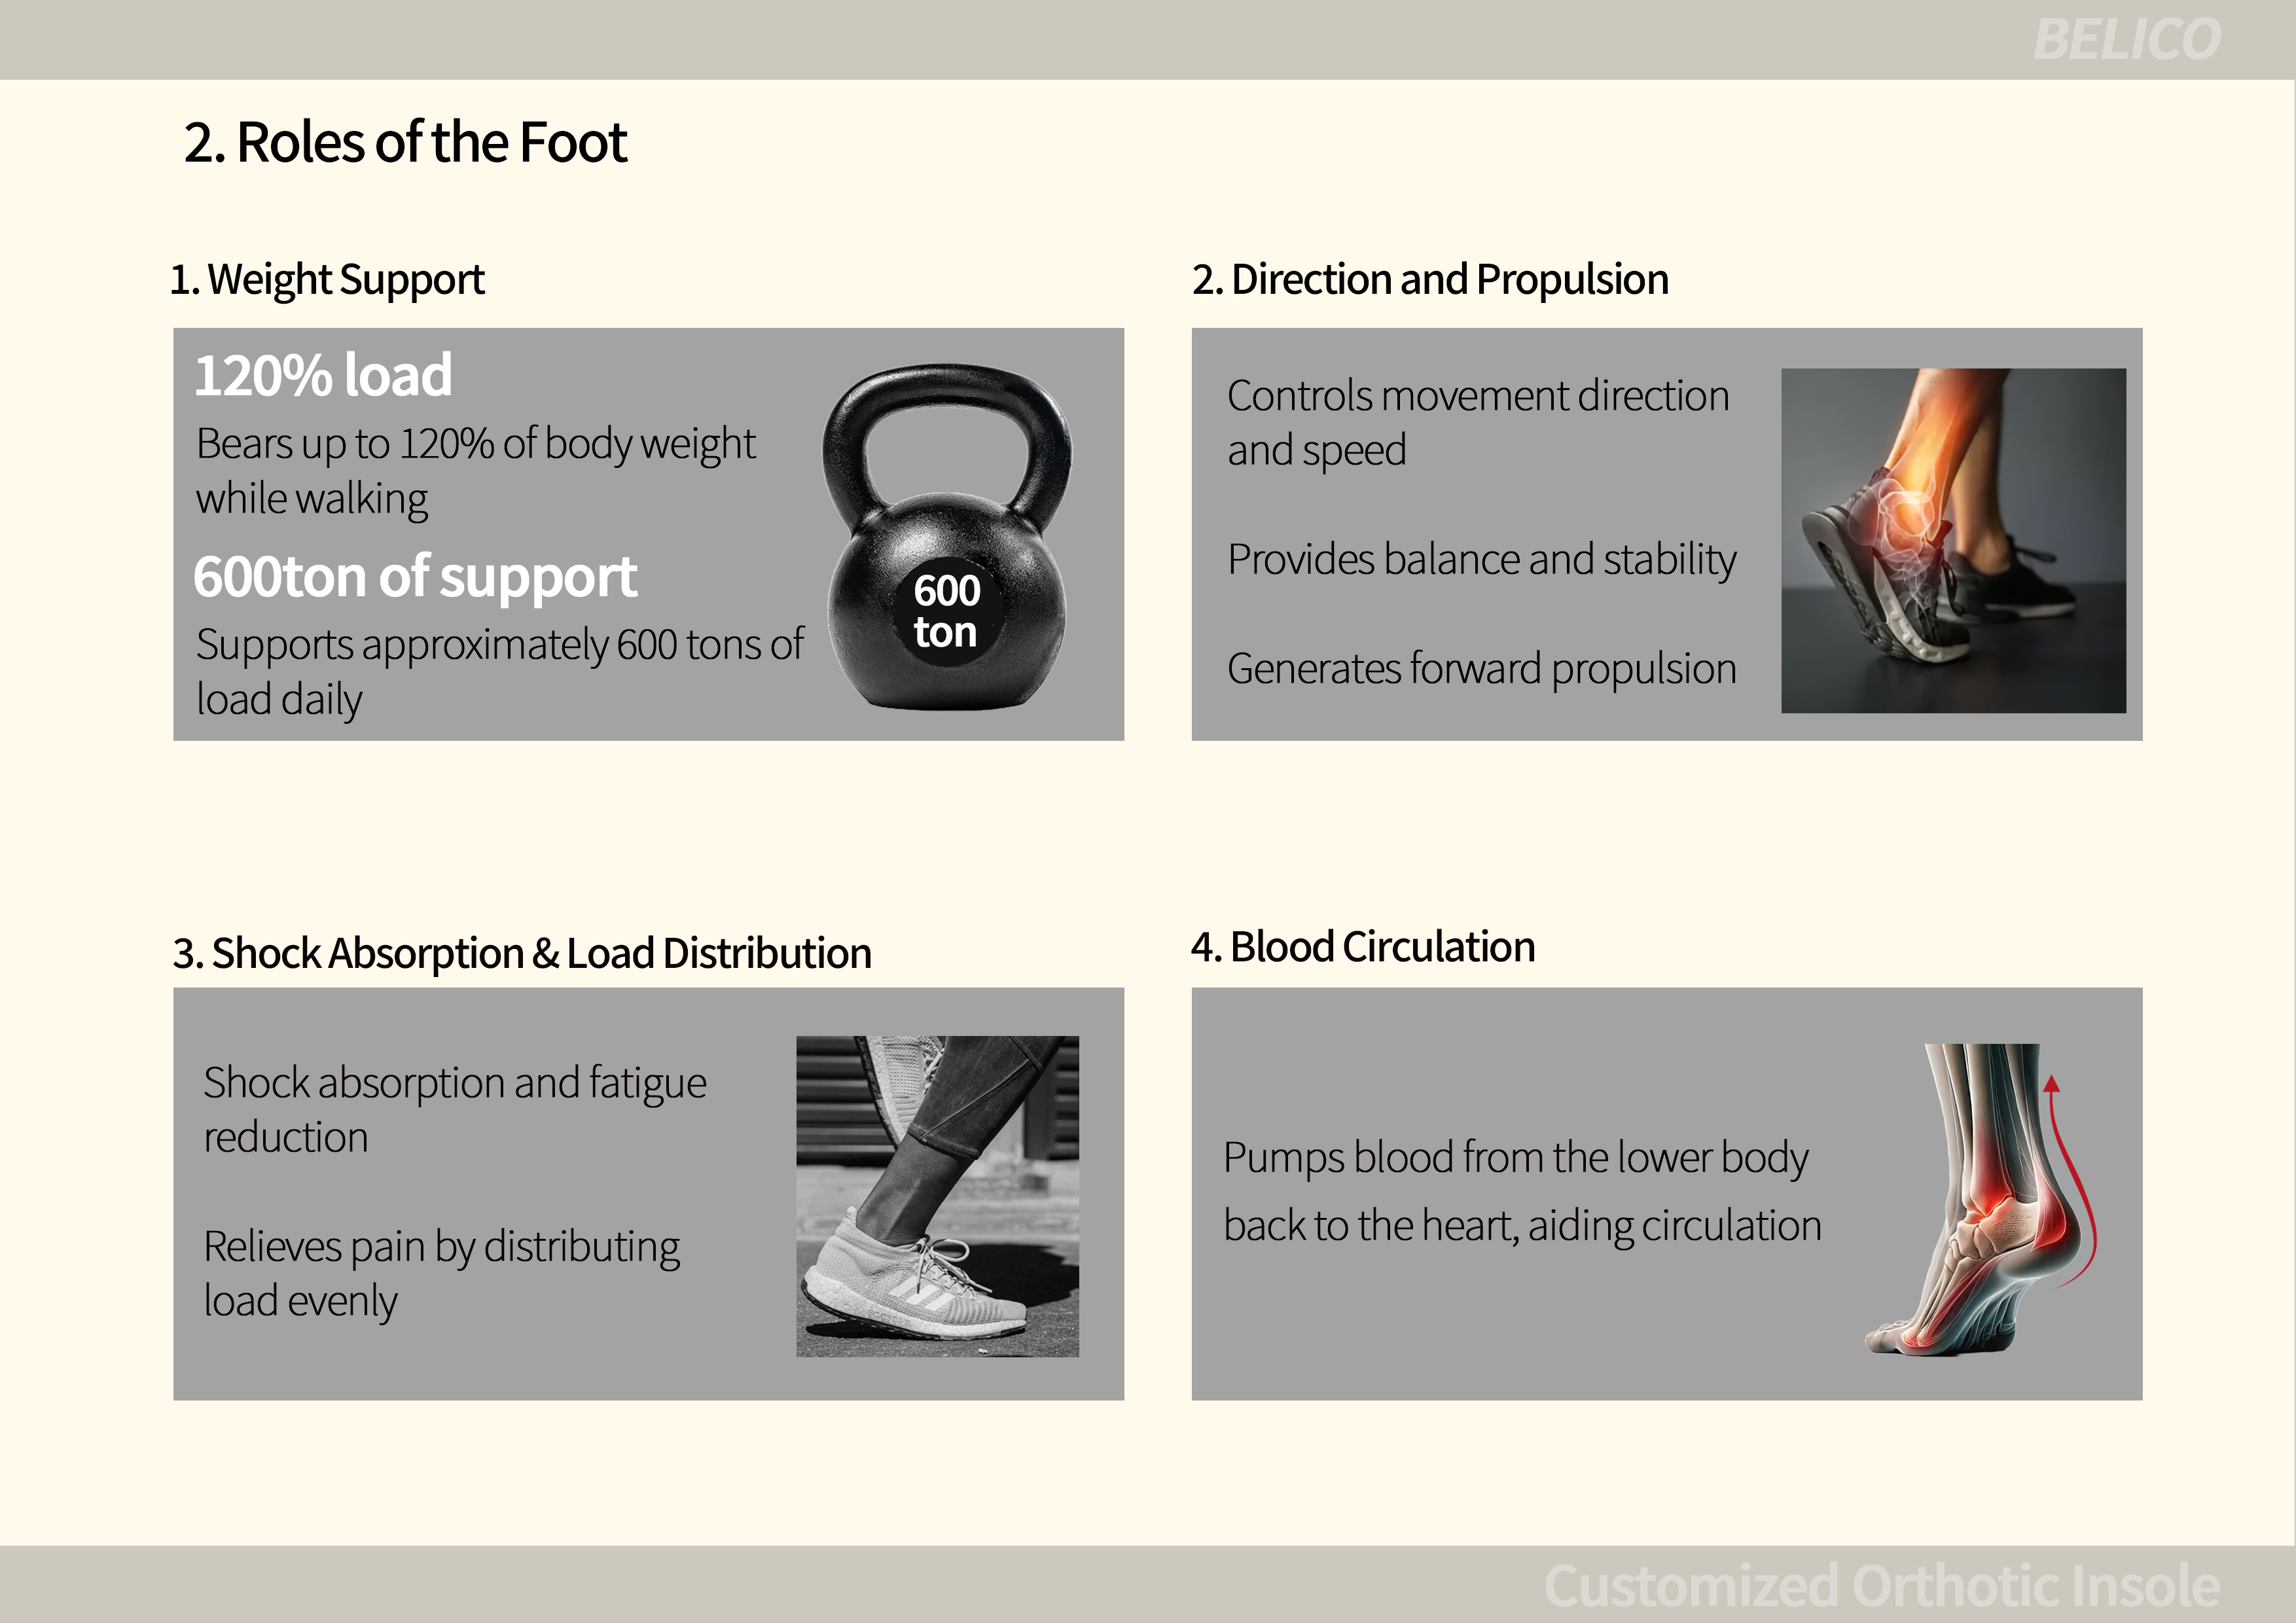 BELICO
2. Roles of the Foot
1. Weight Support
120% load
Bears up to 120% of body weight
while walking
600ton of support
Supports approximately 600 tons of
load daily
600
ton
2. Direction and Propulsion
Controls movement direction
and speed
Provides balance and stability
Generates forward propulsion
3. Shock Absorption & Load Distribution
Shock absorption and fatigue
reduction
Relieves pain by distributing
load evenly
4. Blood Circulation
Pumps blood from the lower body
back to the heart, aiding circulation
Customized Orthotic Insole